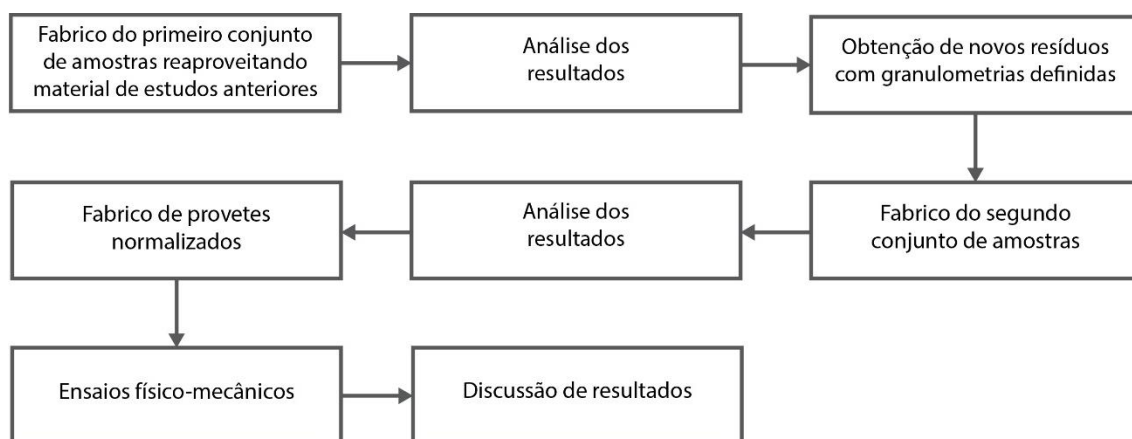 Fabrico do primeiro conjunto
de amostras reaproveitando
material de estudos anteriores
Análise dos
resultados
Obtenção de novos resíduos
com granulometrias definidas
Fabrico do segundo
conjunto de amostras
Análise dos
resultados
Fabrico de provetes
normalizados
Ensaios físico-mecânicos
Discussão de resultados